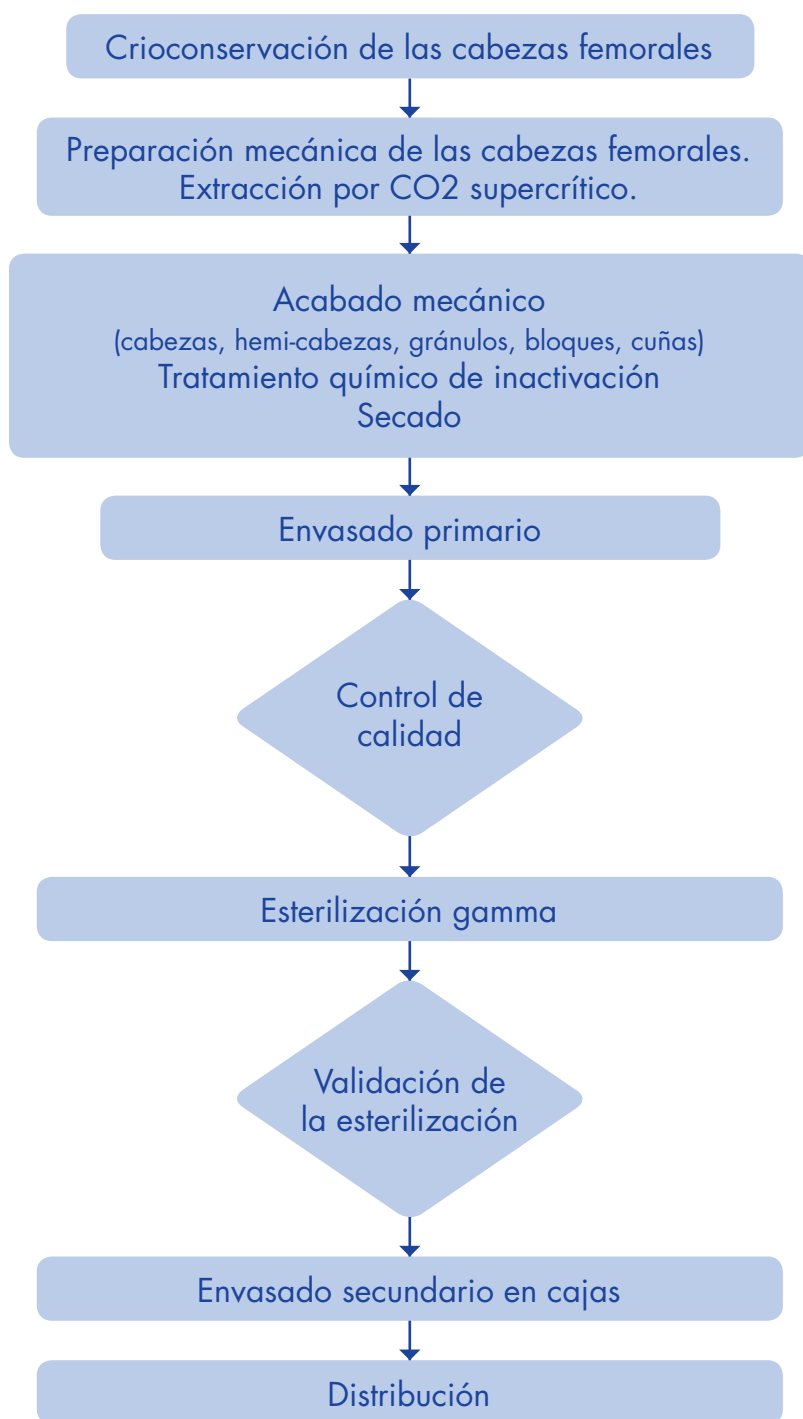 Crioconservación de las cabezas femorales
Preparación mecánica de las cabezas femorales.
Extracción por CO2 supercrítico.
Acabado mecánico
(cabezas, hemi-cabezas, gránulos, bloques, cuñas)
Tratamiento químico de inactivación
Secado
Envasado primario
Control de
calidad
Esterilización gamma
Validación de
la esterilización
Envasado secundario en cajas
Distribución